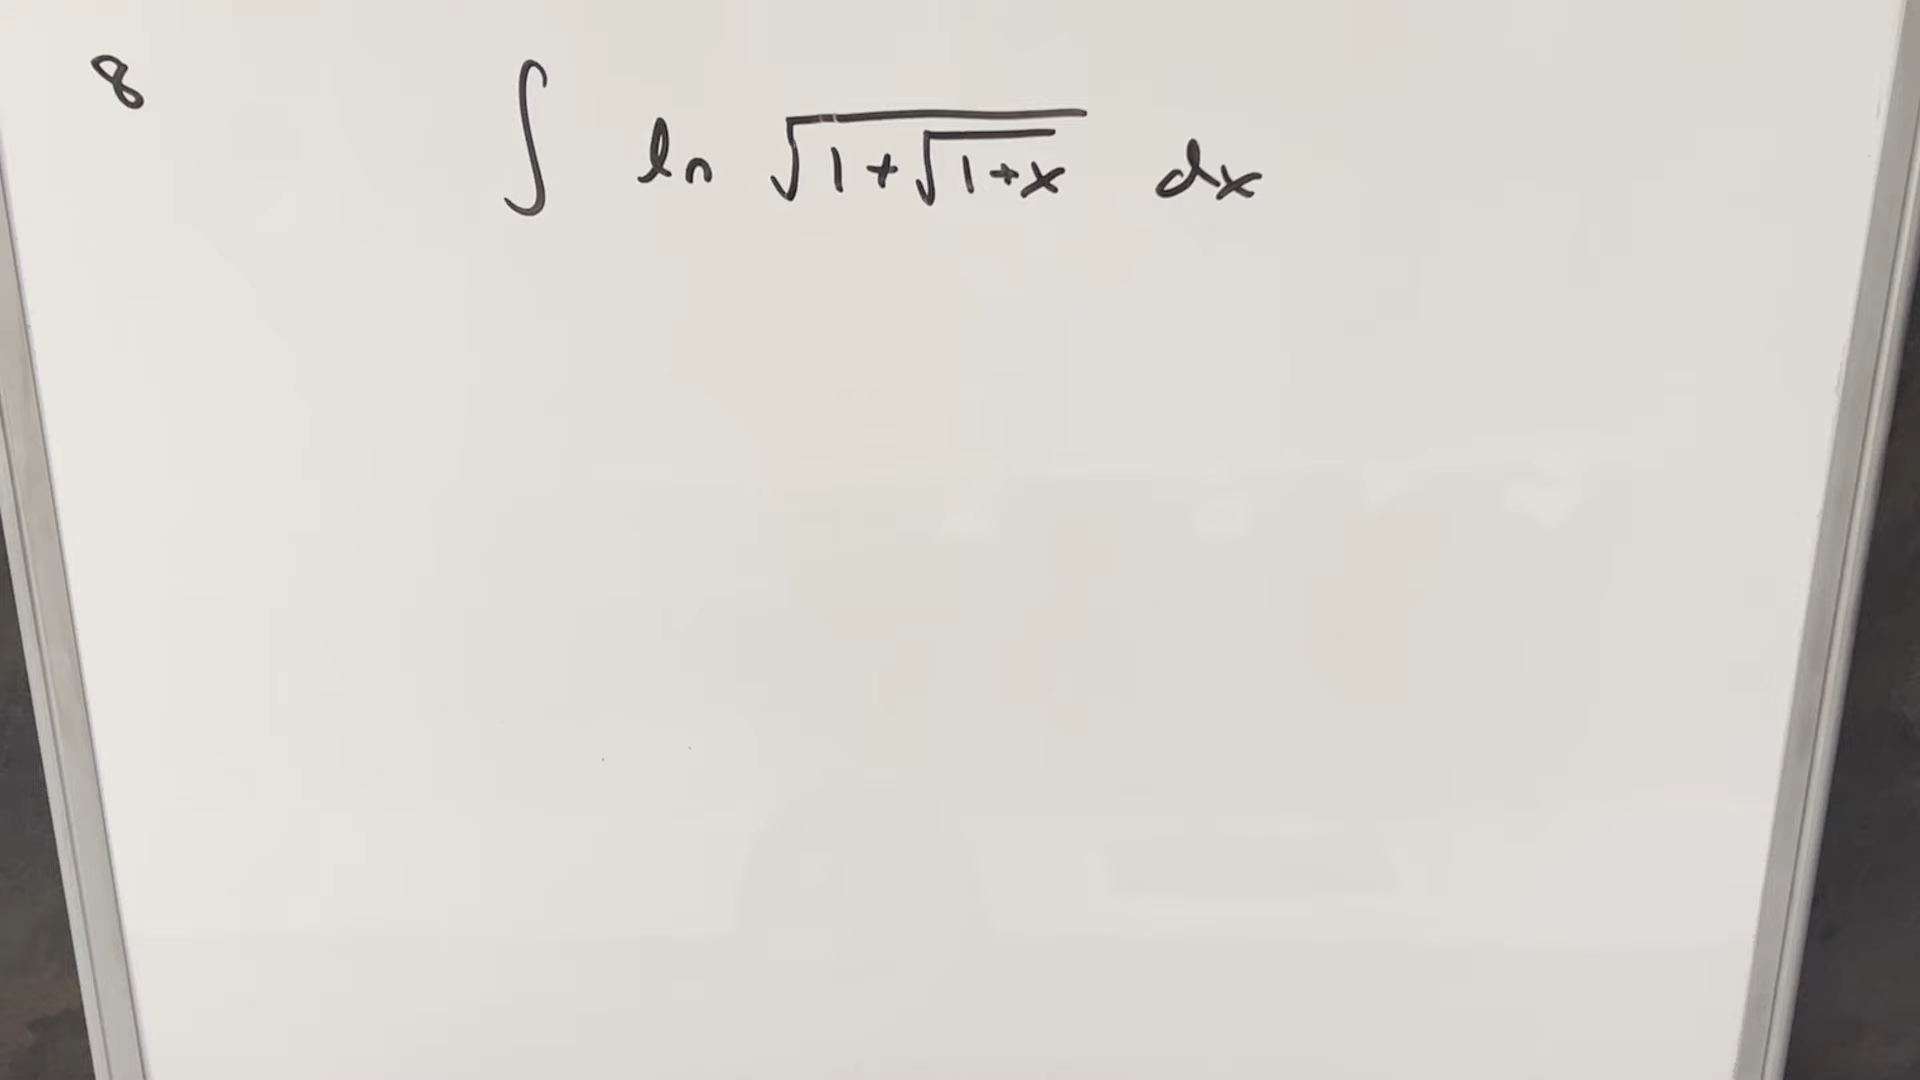 8
∫ ln √(1+√(1+x)) dx